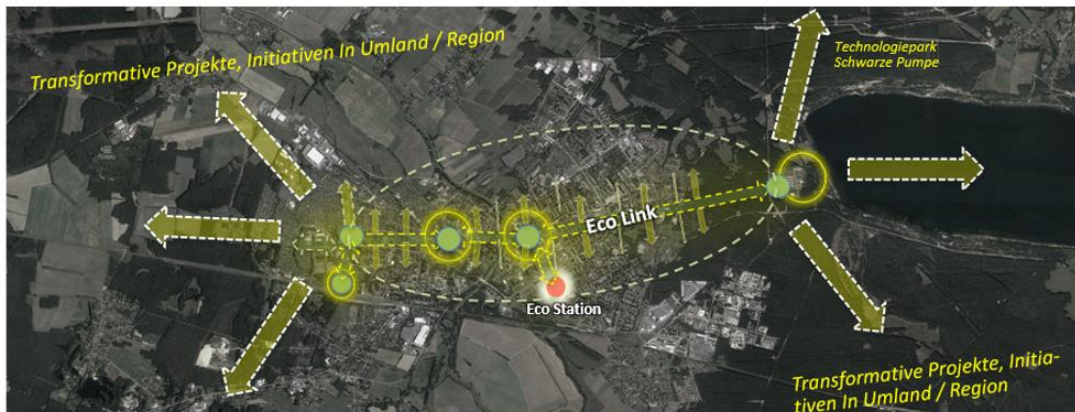 Transformative Projekte, Initiativen In Umland / Region
Technologiepark
Schwarze Pumpe
Eco Link
Eco Station
Transformative Projekte, Initia-
tiven In Umland / Region